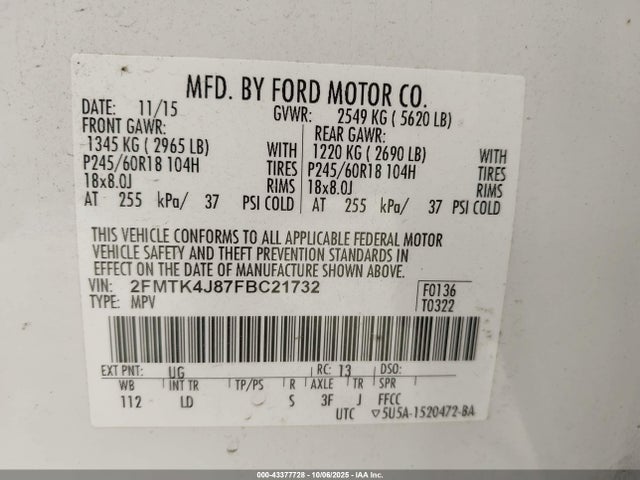 MFD. BY FORD MOTOR CO.
DATE: 11/15 GVWR: 2549 KG ( 5620 LB)
FRONT GAWR: REAR GAWR:
1345 KG ( 2965 LB) WITH 1220 KG ( 2690 LB) WITH
P245/60R18 104H TIRES P245/60R18 104H TIRES
18x8.0J RIMS 18x8.0J RIMS
AT 255 kPa/ 37 PSI COLD AT 255 kPa/ 37 PSI COLD
THIS VEHICLE CONFORMS TO ALL APPLICABLE FEDERAL MOTOR
VEHICLE SAFETY AND THEFT PREVENTION STANDARDS IN
EFFECT ON THE DATE OF MANUFACTURE SHOWN ABOVE.
VIN: 2FMTK4J87FBC21732 F0136
TYPE: MPV T0322
EXT PNT: UG RC: 13 DSO:
WB INT TR TP/PS R AXLE TR SPR
112 LD S 3F J FFCC
UTC ▽5U5A-1520472-BA
000-43377728 - 10/06/2025 - IAAI.COM